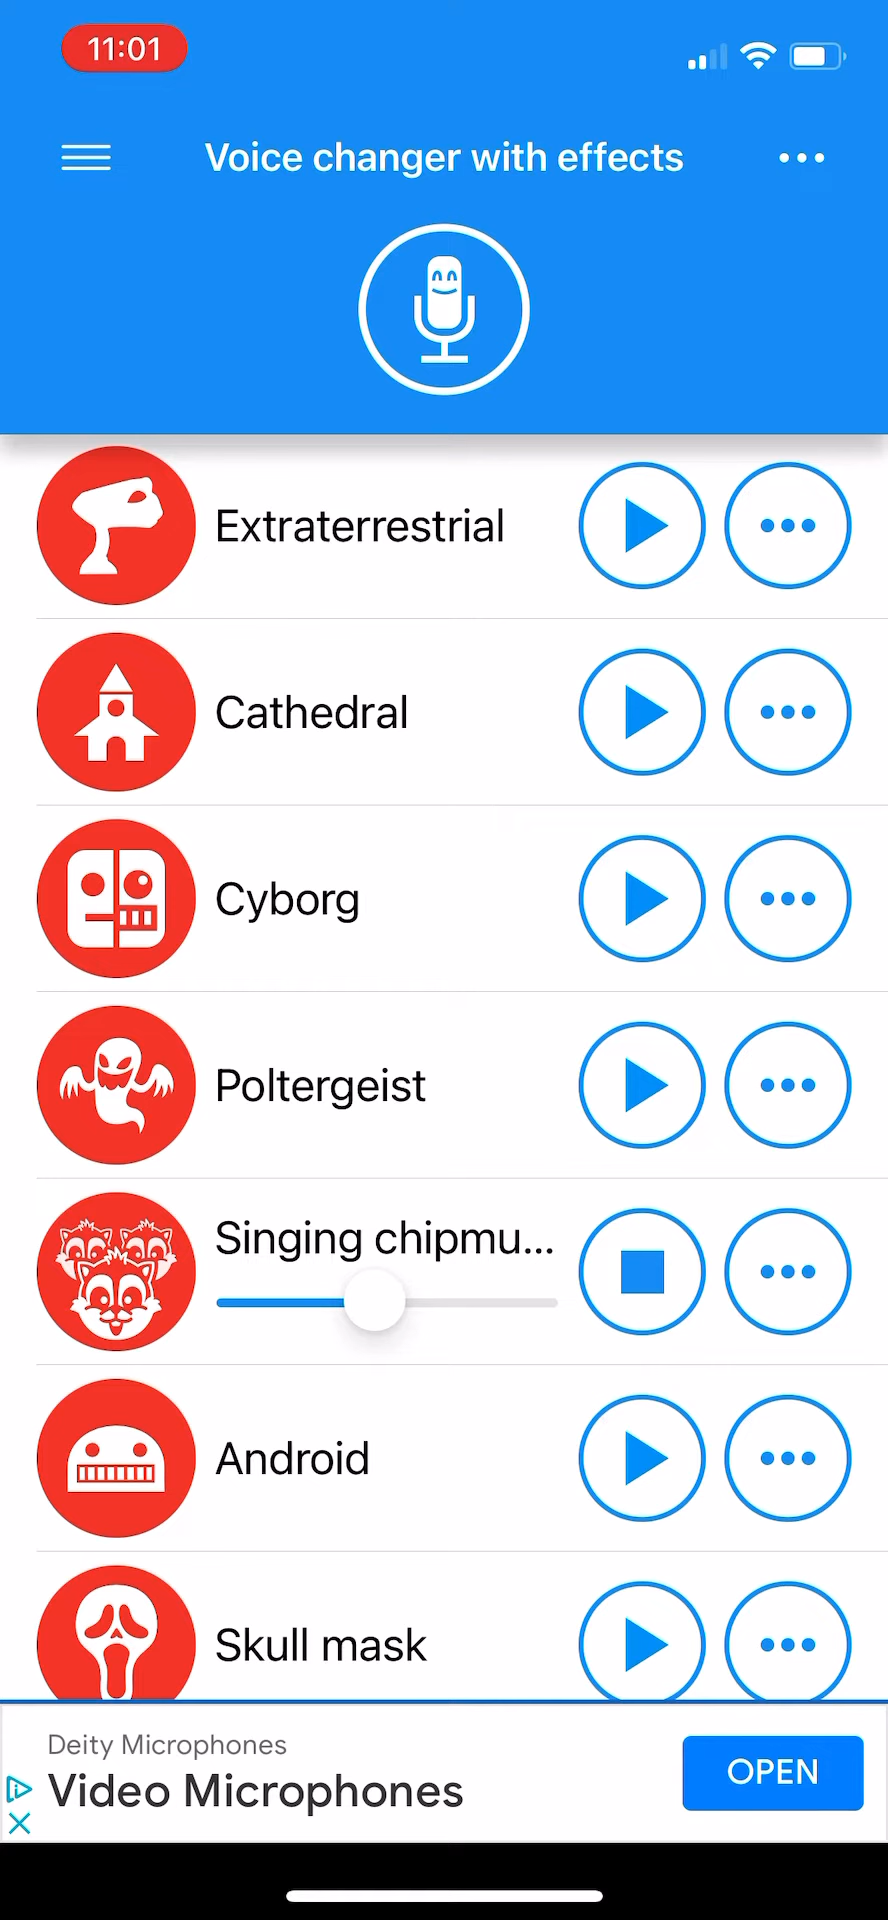 11:01
Voice changer with effects
Extraterrestrial
Cathedral
Cyborg
Poltergeist
Singing chipmu...
Android
Skull mask
Deity Microphones
Video Microphones
OPEN